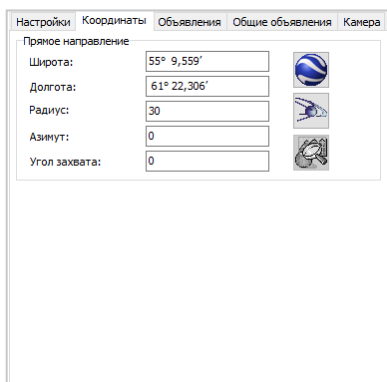 Настройки Координаты Объявления Общие объявления Камера
Прямое направление
Широта: 55° 9,559′
Долгота: 61° 22,306′
Радиус: 30
Азимут: 0
Угол захвата: 0